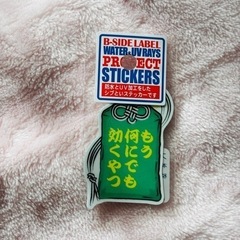 B-SIDE LABEL
WATER & UV RAYS
PROTECT
STICKERS
防水とUV加工をした
シブといステッカーです
もう
何にでも
効くやつ